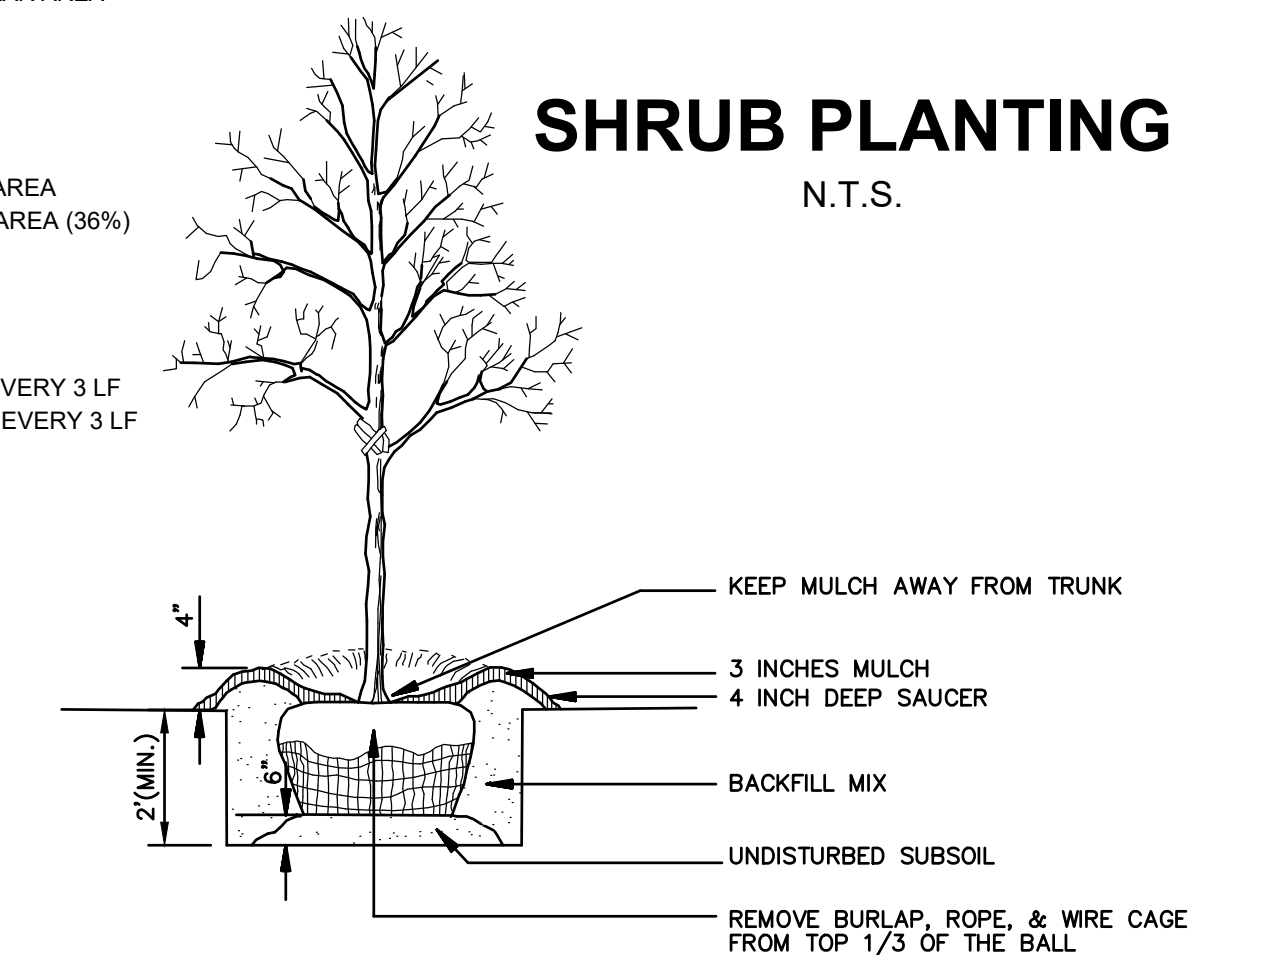 SHRUB PLANTING
N.T.S.
AREA
AREA (36%)
VERY 3 LF
EVERY 3 LF
KEEP MULCH AWAY FROM TRUNK
4"
3 INCHES MULCH
4 INCH DEEP SAUCER
2'(MIN.)
6"
BACKFILL MIX
UNDISTURBED SUBSOIL
REMOVE BURLAP, ROPE, & WIRE CAGE
FROM TOP 1/3 OF THE BALL